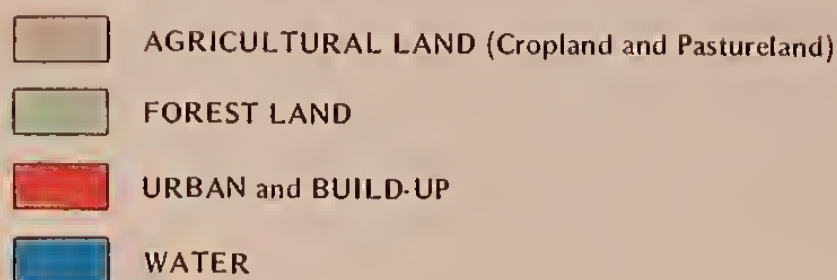 AGRICULTURAL LAND (Cropland and Pastureland)
FOREST LAND
URBAN and BUILD-UP
WATER